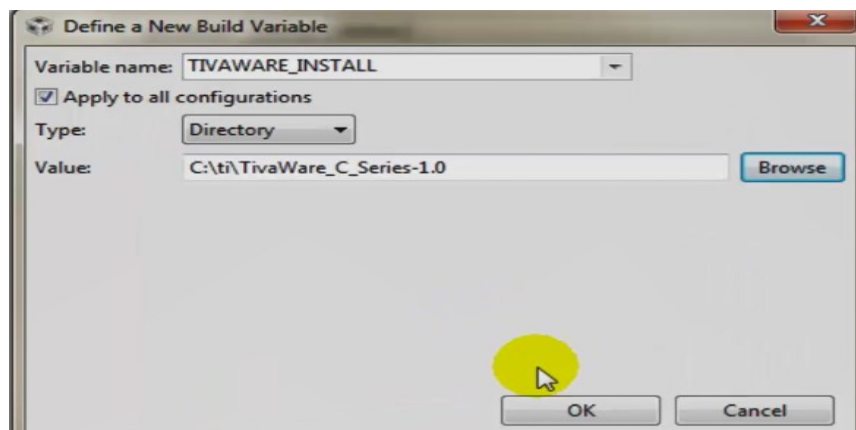 Define a New Build Variable
Variable name: TIVAWARE_INSTALL
Apply to all configurations
Type: Directory
Value: C:\ti\TivaWare_C_Series-1.0 Browse
OK Cancel